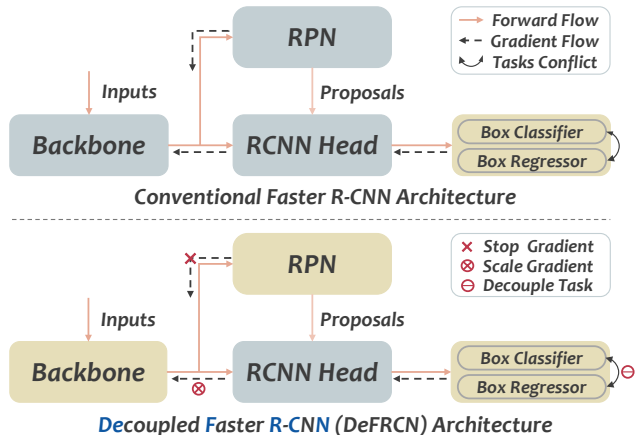 RPN
Forward Flow
Gradient Flow
Tasks Conflict
Inputs
Proposals
Backbone
RCNN Head
Box Classifier
Box Regressor
Conventional Faster R-CNN Architecture
RPN
Stop Gradient
Scale Gradient
Decouple Task
Inputs
Proposals
Backbone
RCNN Head
Box Classifier
Box Regressor
Decoupled Faster R-CNN (DeFRCN) Architecture